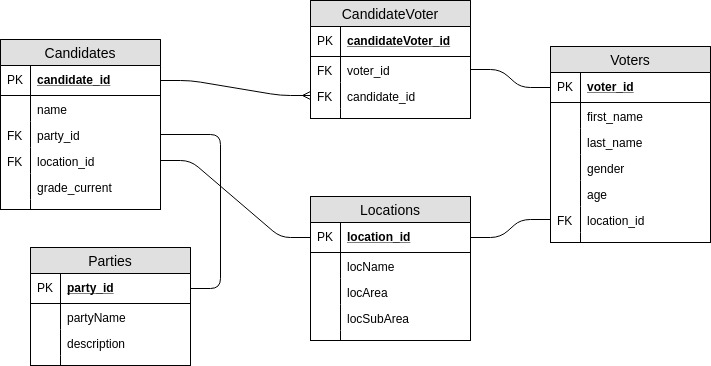 CandidateVoter
PK candidateVoter_id
FK voter_id
FK candidate_id
Candidates
PK candidate_id
name
FK party_id
FK location_id
grade_current
Voters
PK voter_id
first_name
last_name
gender
age
FK location_id
Locations
PK location_id
locName
locArea
locSubArea
Parties
PK party_id
partyName
description